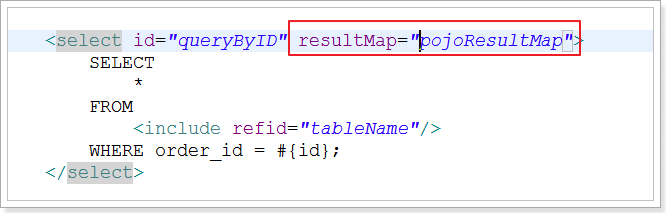 <select id="queryByID" resultMap="pojoResultMap">
SELECT
*
FROM
<include refid="tableName"/>
WHERE order_id = #{id};
</select>